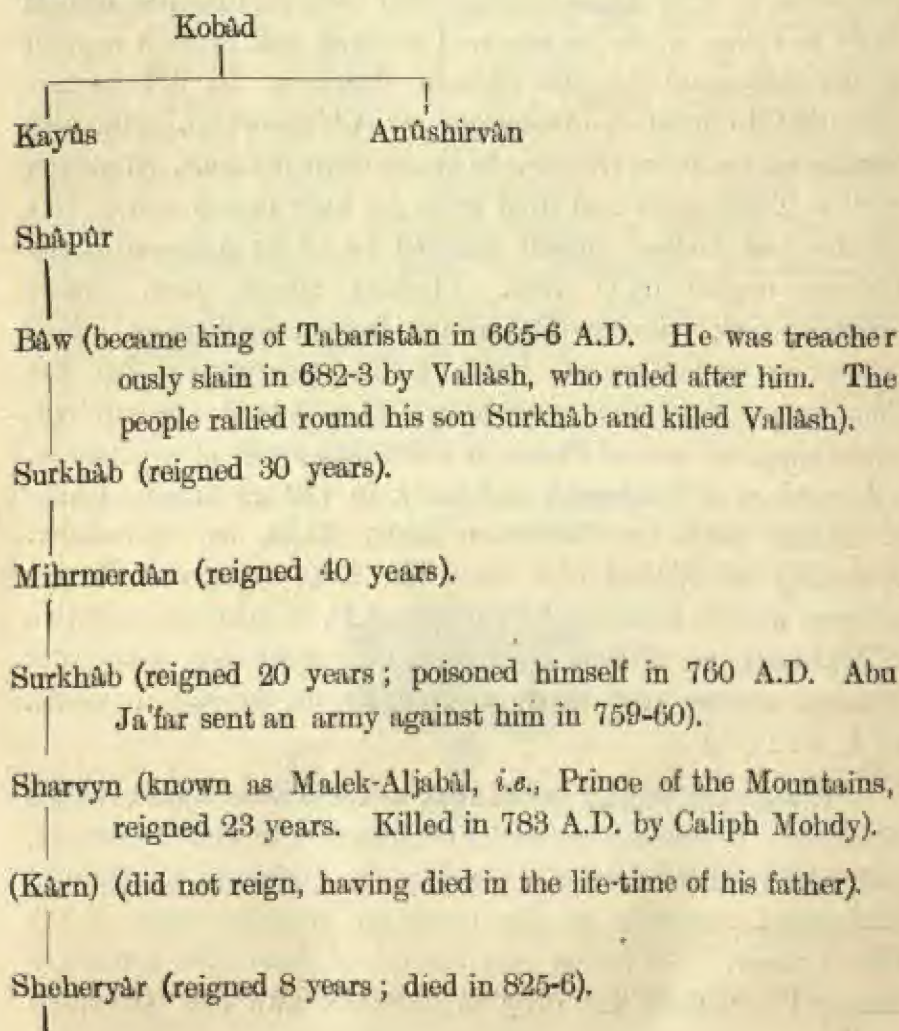 Kobâd
Kayûs Anûshirvân
Shâpûr
Bâw (became king of Tabaristân in 665-6 A.D. He was treacher
ously slain in 682-3 by Vallâsh, who ruled after him. The
people rallied round his son Surkhâb and killed Vallâsh).
Surkhâb (reigned 30 years).
Mihrmerdân (reigned 40 years).
Surkhâb (reigned 20 years; poisoned himself in 760 A.D. Abu
Ja'far sent an army against him in 759-60).
Sharvyn (known as Malek-Aljabâl, i.e., Prince of the Mountains,
reigned 23 years. Killed in 783 A.D. by Caliph Mohdy).
(Kârn) (did not reign, having died in the life-time of his father).
Sheheryâr (reigned 8 years; died in 825-6).